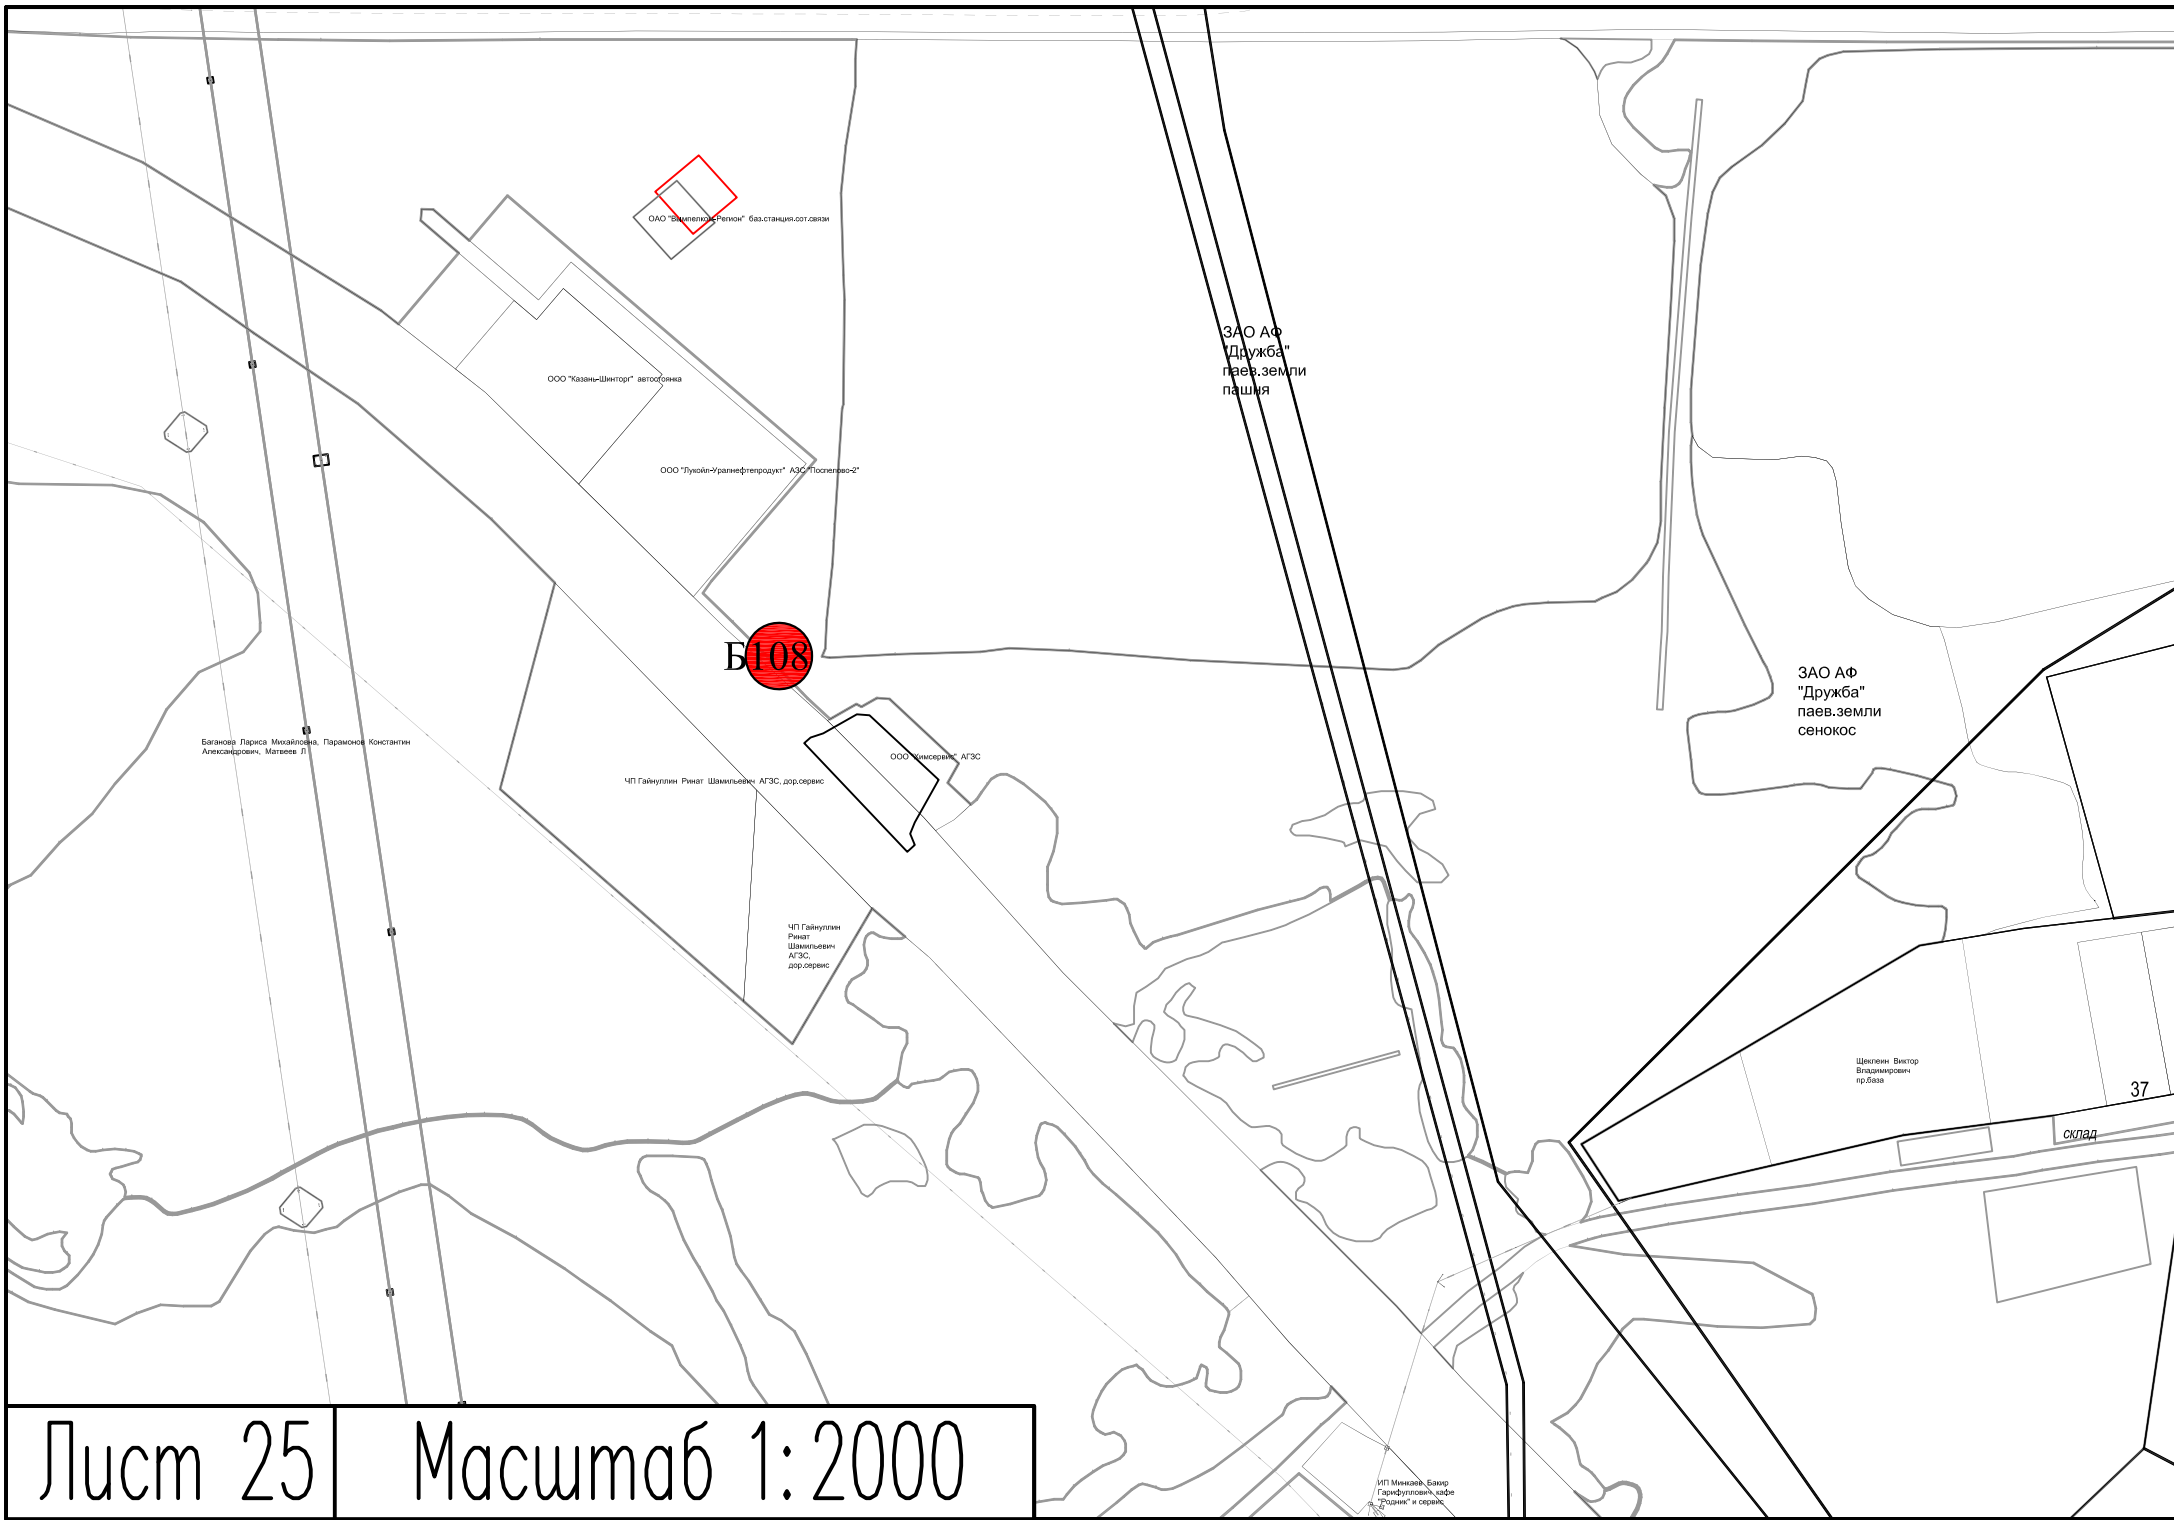 ОАО "Вымпелком-Регион" баз.станция.сот.связи
ЗАО АФ
"Дружба"
паев.земли
пашня
ООО "Казань-Шинторг" автостоянка
ООО "Лукойл-Уралнефтепродукт" АЗС "Поспелово-2"
Б108
ЗАО АФ
"Дружба"
паев.земли
сенокос
Баганова Лариса Михайловна, Парамонов Константин
Александрович, Матвеев Л
ООО "Химсервис" АГЗС
ЧП Гайнуллин Ринат Шамильевич АГЗС, дор.сервис
ЧП Гайнуллин
Ринат
Шамильевич
АГЗС,
дор.сервис
Щеклеин Виктор
Владимирович
пр.база
37
склад
Лист 25
Масштаб 1:2000
ИП Минкаев Бакир
Гарифуллович кафе
"Родник" и сервис